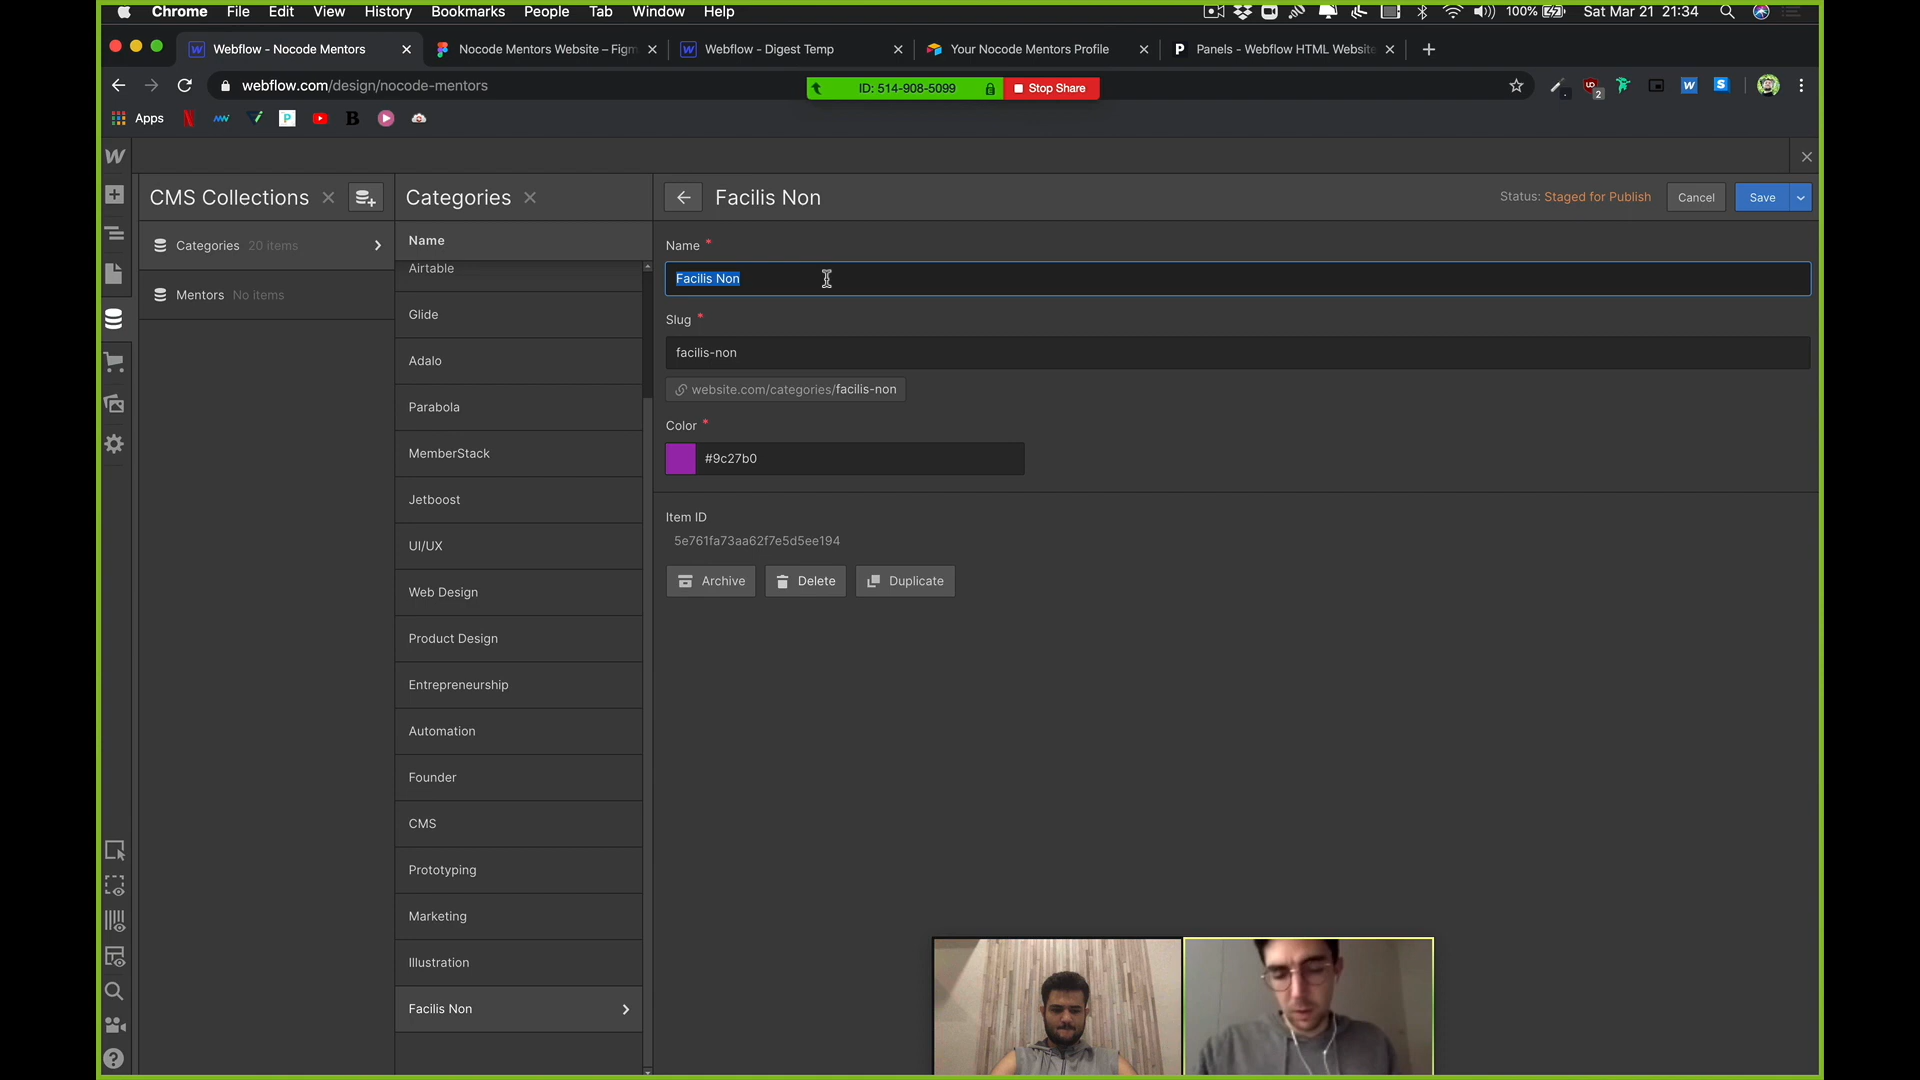 Chrome File Edit View History Bookmarks People Tab Window Help 100% Sat Mar 21 21:34
Webflow - Nocode Mentors Nocode Mentors Website – Figm Webflow - Digest Temp Your Nocode Mentors Profile Panels - Webflow HTML Website
webflow.com/design/nocode-mentors
ID: 514-908-5099 Stop Share
Apps
CMS Collections
Categories 20 items
Mentors No items
Categories
Name
Airtable
Glide
Adalo
Parabola
MemberStack
Jetboost
UI/UX
Web Design
Product Design
Entrepreneurship
Automation
Founder
CMS
Prototyping
Marketing
Illustration
Facilis Non
Facilis Non
Status: Staged for Publish Cancel Save
Name *
Facilis Non
Slug *
facilis-non
website.com/categories/facilis-non
Color *
#9c27b0
Item ID
5e761fa73aa62f7e5d5ee194
Archive Delete Duplicate